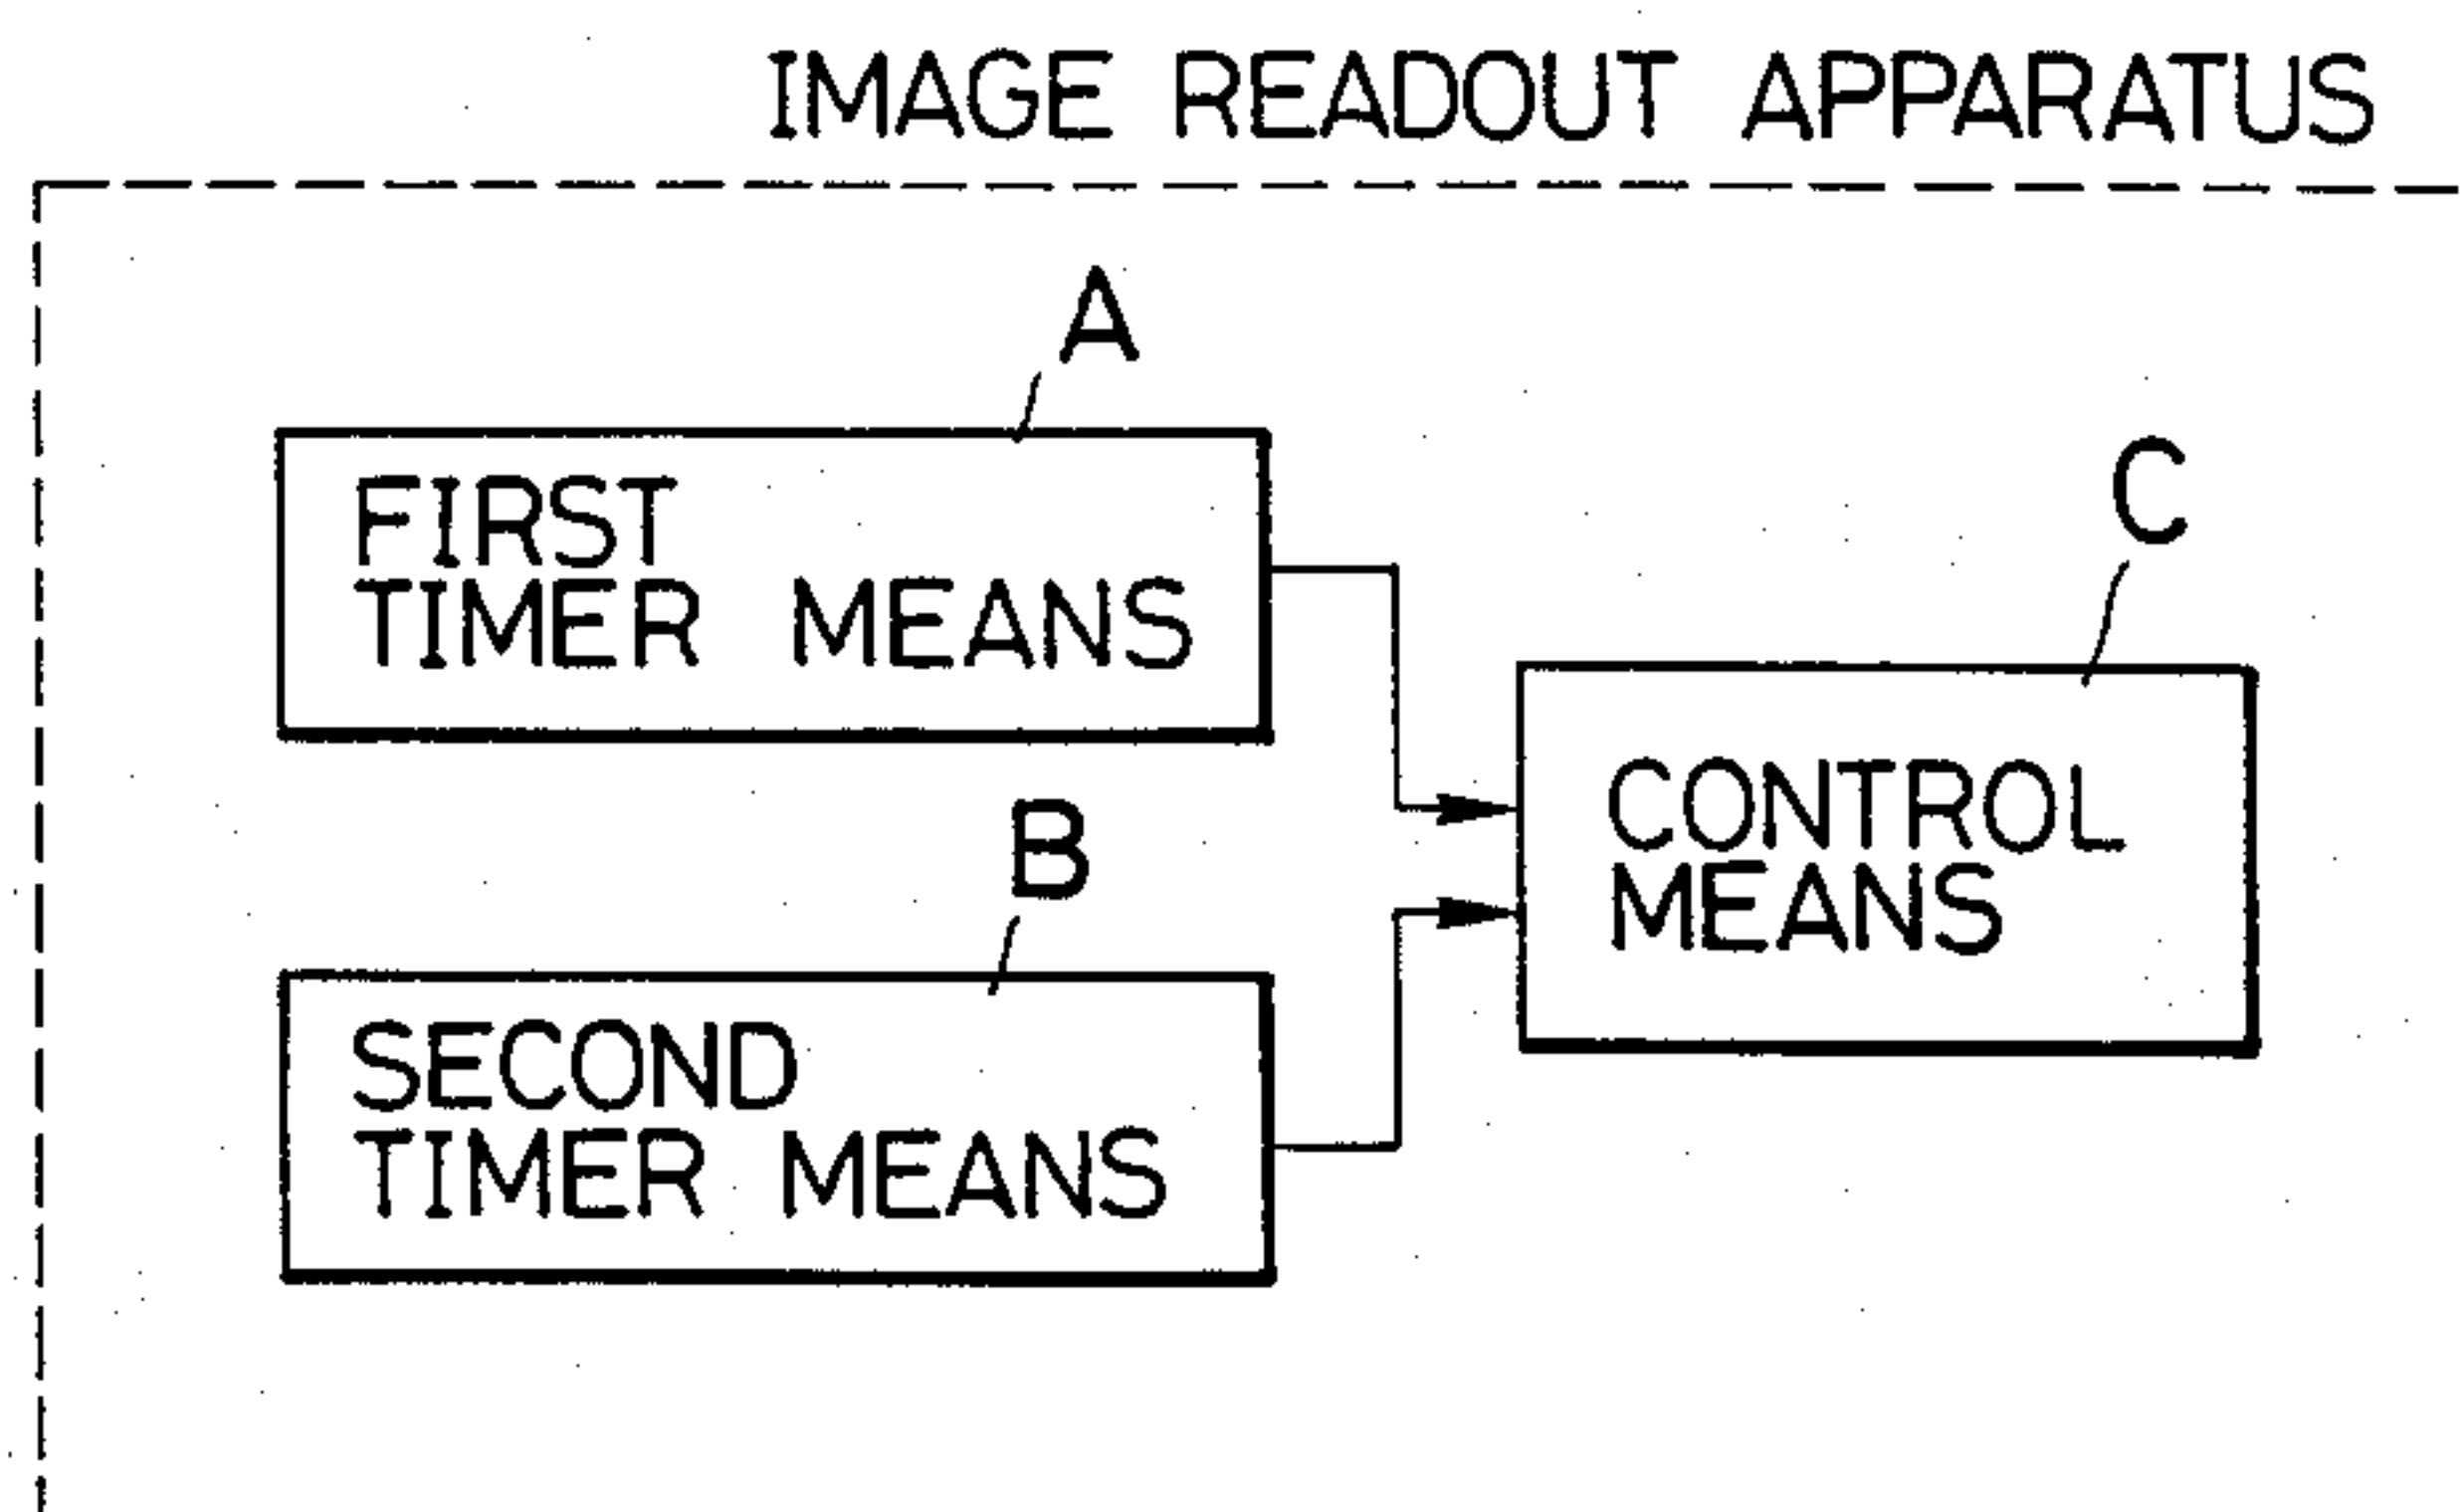 IMAGE READOUT APPARATUS
A
FIRST
TIMER MEANS
C
CONTROL
MEANS
B
SECOND
TIMER MEANS